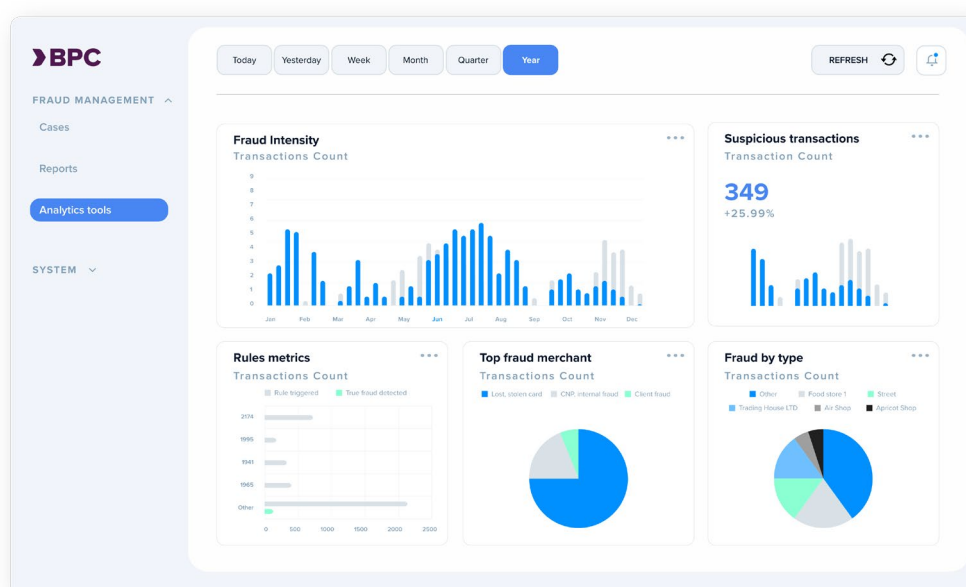 BPC
FRAUD MANAGEMENT
Cases
Reports
Analytics tools
SYSTEM
Today Yesterday Week Month Quarter Year
REFRESH
Fraud Intensity
Transactions Count
9
8
7
6
5
4
3
2
1
0
Jan Feb Mar Apr May Jun Jul Aug Sep Oct Nov Dec
Suspicious transactions
Transaction Count
349
+25.99%
Rules metrics
Transactions Count
Rule triggered True fraud detected
2174
1995
1941
1965
Other
0 500 1000 1500 2000 2500
Top fraud merchant
Transactions Count
Lost, stolen card CNP, internal fraud Client fraud
Fraud by type
Transactions Count
Other Food store 1 Street
Trading House LTD Air Shop Apricot Shop